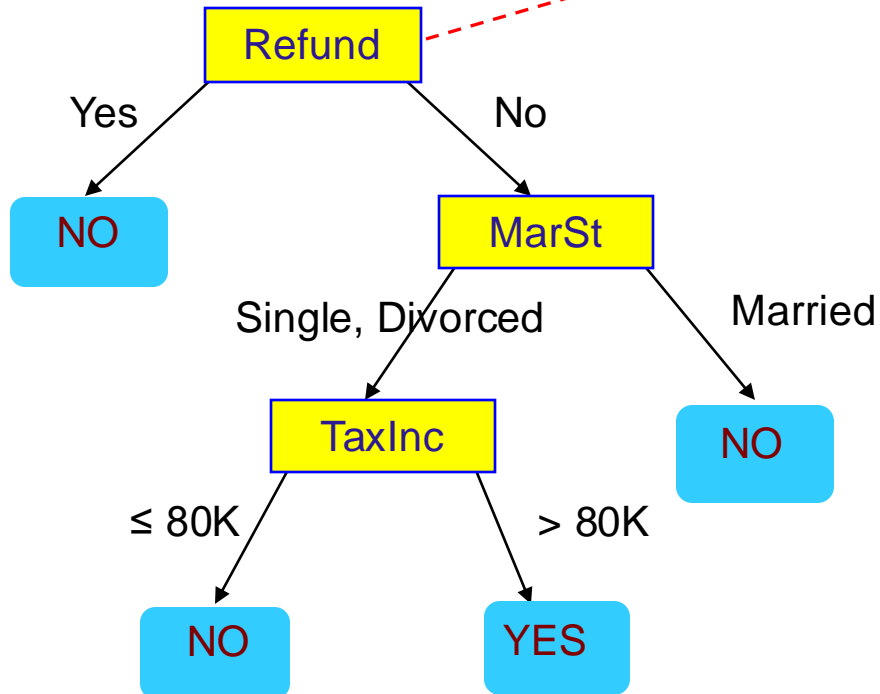 Refund
Yes
No
NO
MarSt
Single, Divorced
Married
TaxInc
NO
≤ 80K
> 80K
NO
YES